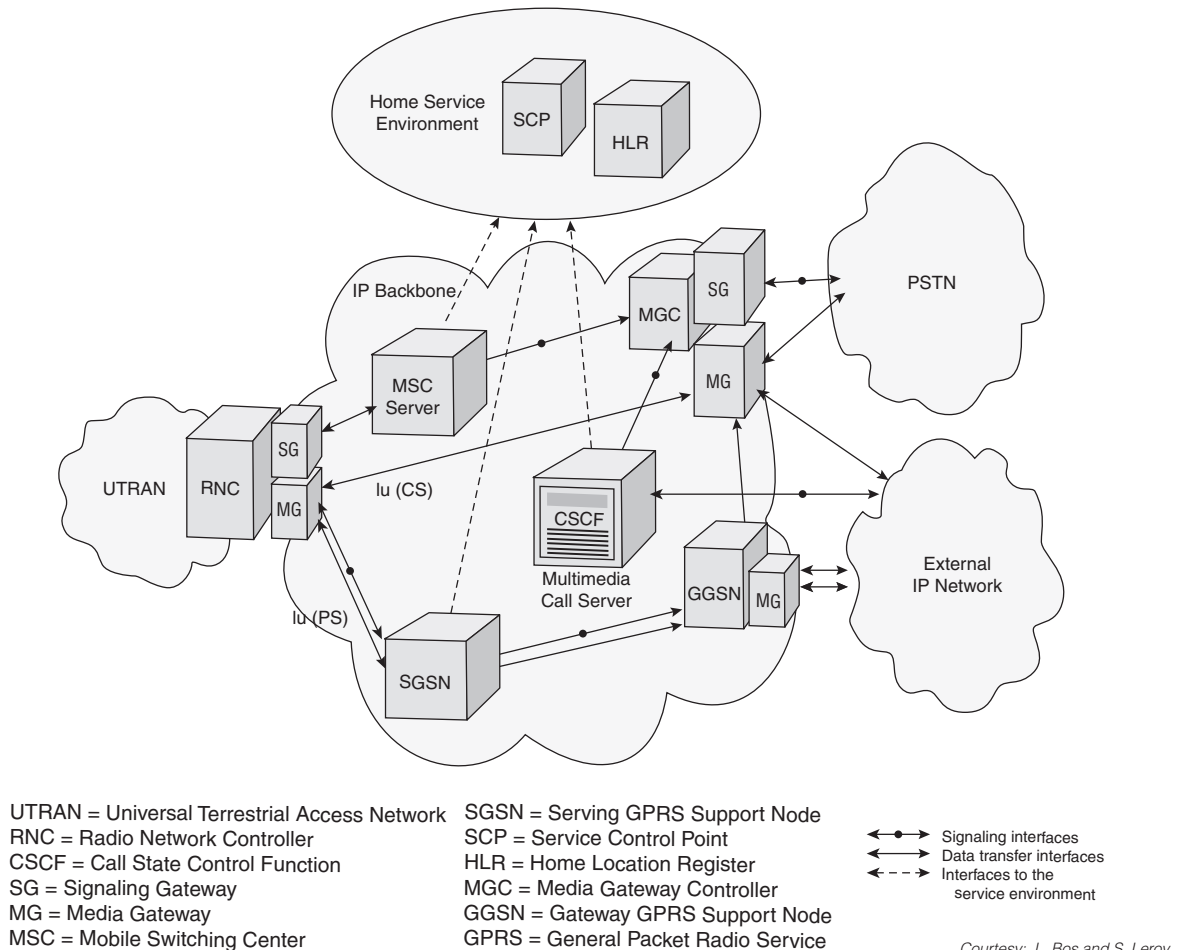 Home Service
Environment
SCP
HLR
IP Backbone
MGC
SG
PSTN
MSC
Server
MG
UTRAN
RNC
SG
MG
Iu (CS)
CSCF
Multimedia
Call Server
GGSN
MG
External
IP Network
Iu (PS)
SGSN
UTRAN = Universal Terrestrial Access Network
RNC = Radio Network Controller
CSCF = Call State Control Function
SG = Signaling Gateway
MG = Media Gateway
MSC = Mobile Switching Center
SGSN = Serving GPRS Support Node
SCP = Service Control Point
HLR = Home Location Register
MGC = Media Gateway Controller
GGSN = Gateway GPRS Support Node
GPRS = General Packet Radio Service
Signaling interfaces
Data transfer interfaces
Interfaces to the
service environment
Courtesy: L. Bos and S. Leroy